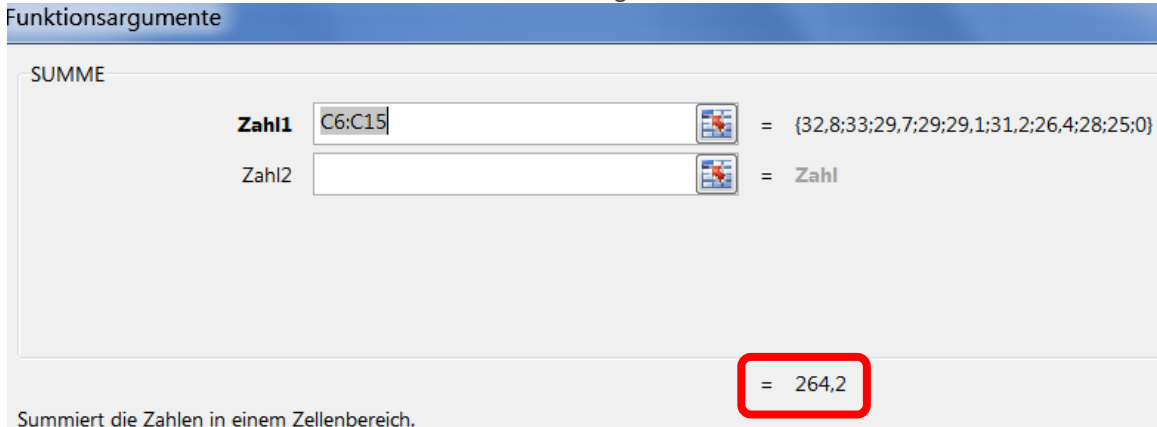 Funktionsargumente
SUMME
Zahl1 C6:C15 = {32,8;33;29,7;29;29,1;31,2;26,4;28;25;0}
Zahl2 = Zahl
= 264,2
Summiert die Zahlen in einem Zellenbereich.